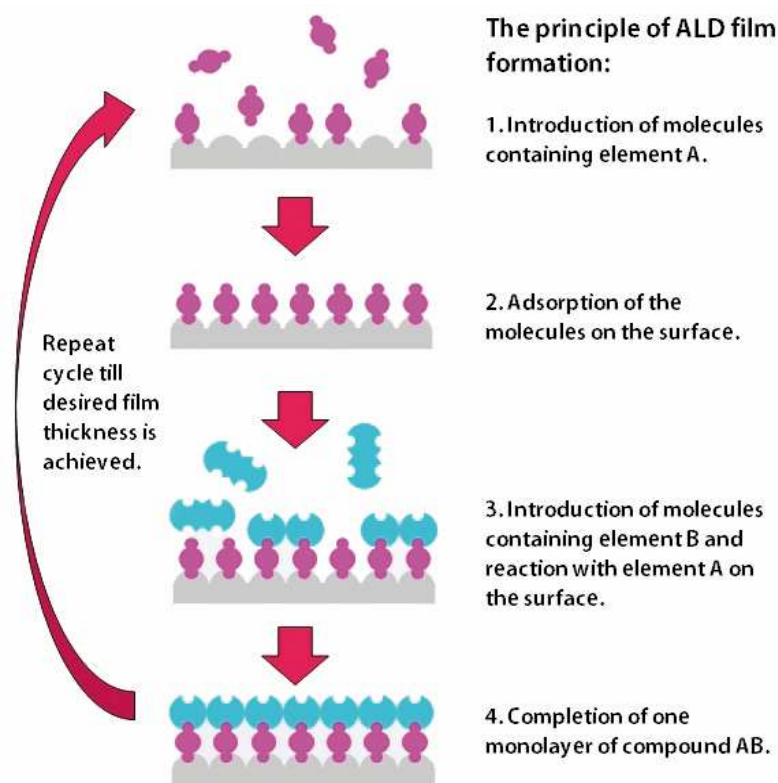 The principle of ALD film
formation:
1. Introduction of molecules
containing element A.
2. Adsorption of the
molecules on the surface.
Repeat
cycle till
desired film
thickness is
achieved.
3. Introduction of molecules
containing element B and
reaction with element A on
the surface.
4. Completion of one
monolayer of compound AB.